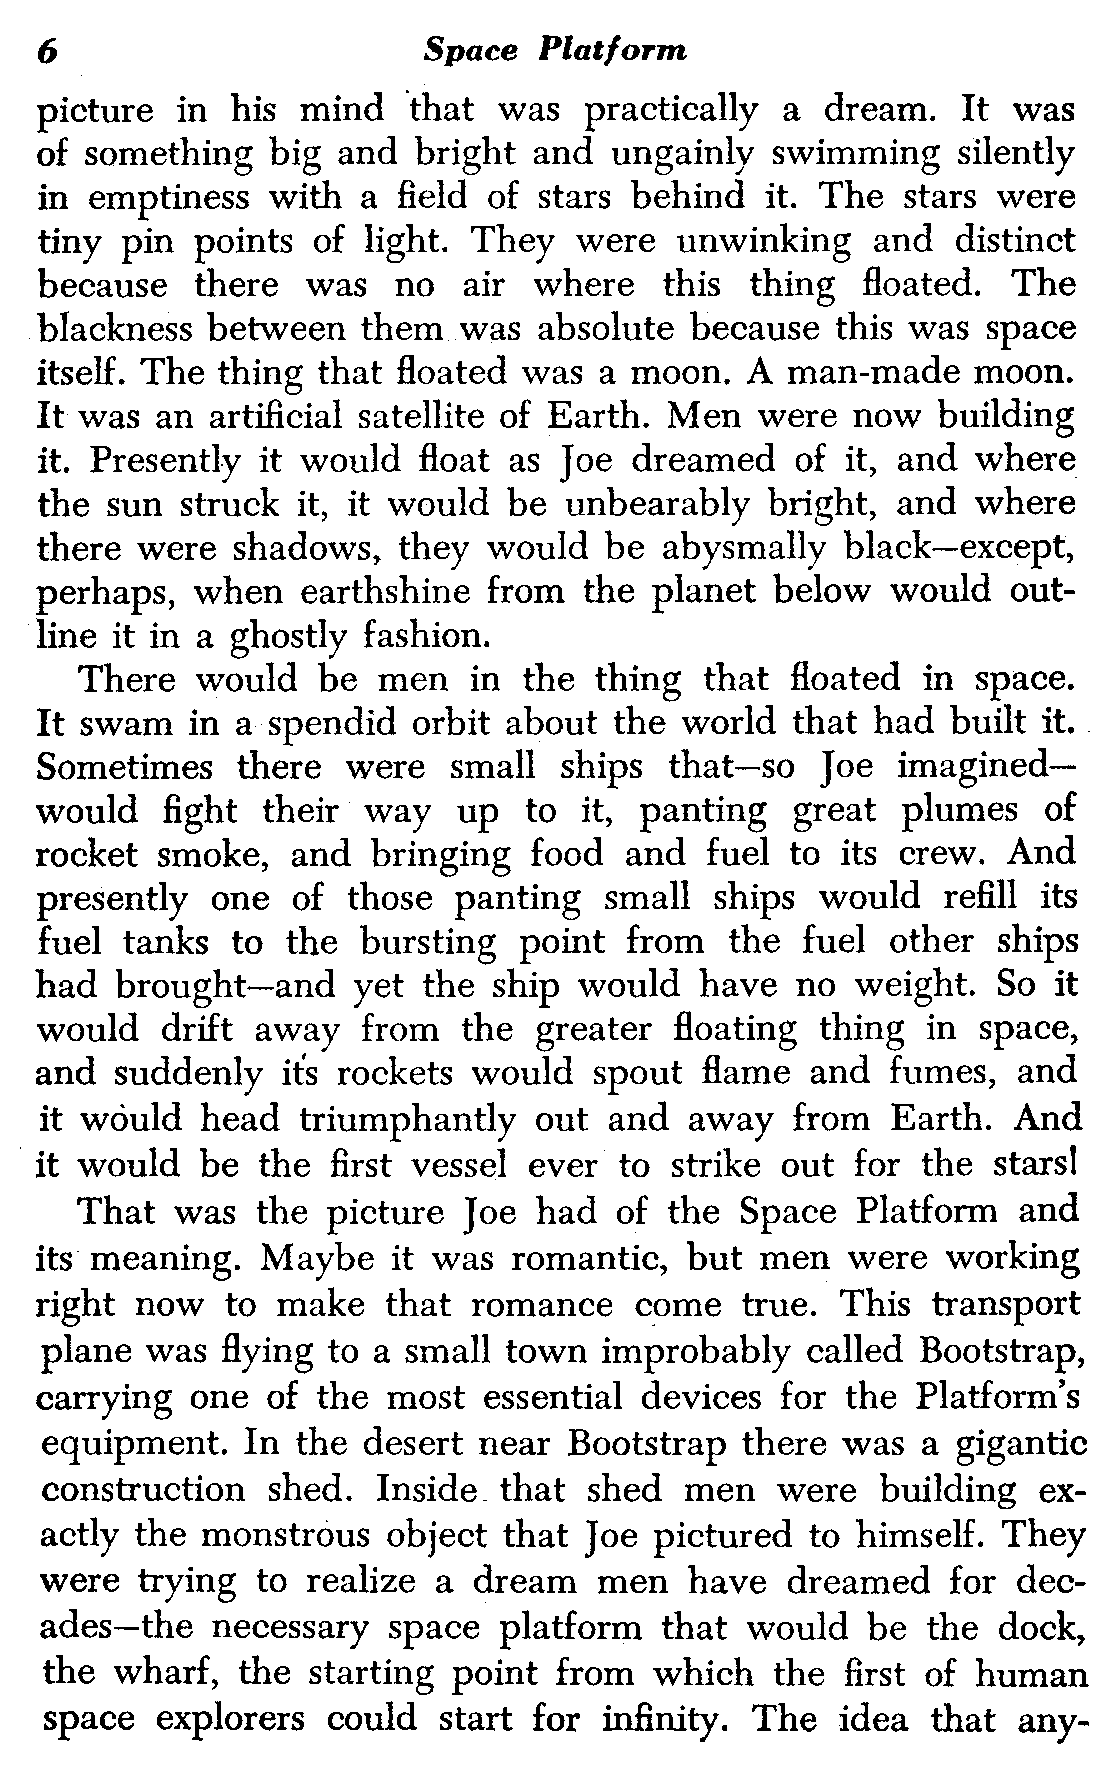 6 Space Platform
picture in his mind that was practically a dream. It was
of something big and bright and ungainly swimming silently
in emptiness with a field of stars behind it. The stars were
tiny pin points of light. They were unwinking and distinct
because there was no air where this thing floated. The
blackness between them was absolute because this was space
itself. The thing that floated was a moon. A man-made moon.
It was an artificial satellite of Earth. Men were now building
it. Presently it would float as Joe dreamed of it, and where
the sun struck it, it would be unbearably bright, and where
there were shadows, they would be abysmally black—except,
perhaps, when earthshine from the planet below would out-
line it in a ghostly fashion.
There would be men in the thing that floated in space.
It swam in a spendid orbit about the world that had built it.
Sometimes there were small ships that—so Joe imagined—
would fight their way up to it, panting great plumes of
rocket smoke, and bringing food and fuel to its crew. And
presently one of those panting small ships would refill its
fuel tanks to the bursting point from the fuel other ships
had brought—and yet the ship would have no weight. So it
would drift away from the greater floating thing in space,
and suddenly its rockets would spout flame and fumes, and
it would head triumphantly out and away from Earth. And
it would be the first vessel ever to strike out for the stars!
That was the picture Joe had of the Space Platform and
its meaning. Maybe it was romantic, but men were working
right now to make that romance come true. This transport
plane was flying to a small town improbably called Bootstrap,
carrying one of the most essential devices for the Platform's
equipment. In the desert near Bootstrap there was a gigantic
construction shed. Inside that shed men were building ex-
actly the monstrous object that Joe pictured to himself. They
were trying to realize a dream men have dreamed for dec-
ades—the necessary space platform that would be the dock,
the wharf, the starting point from which the first of human
space explorers could start for infinity. The idea that any-